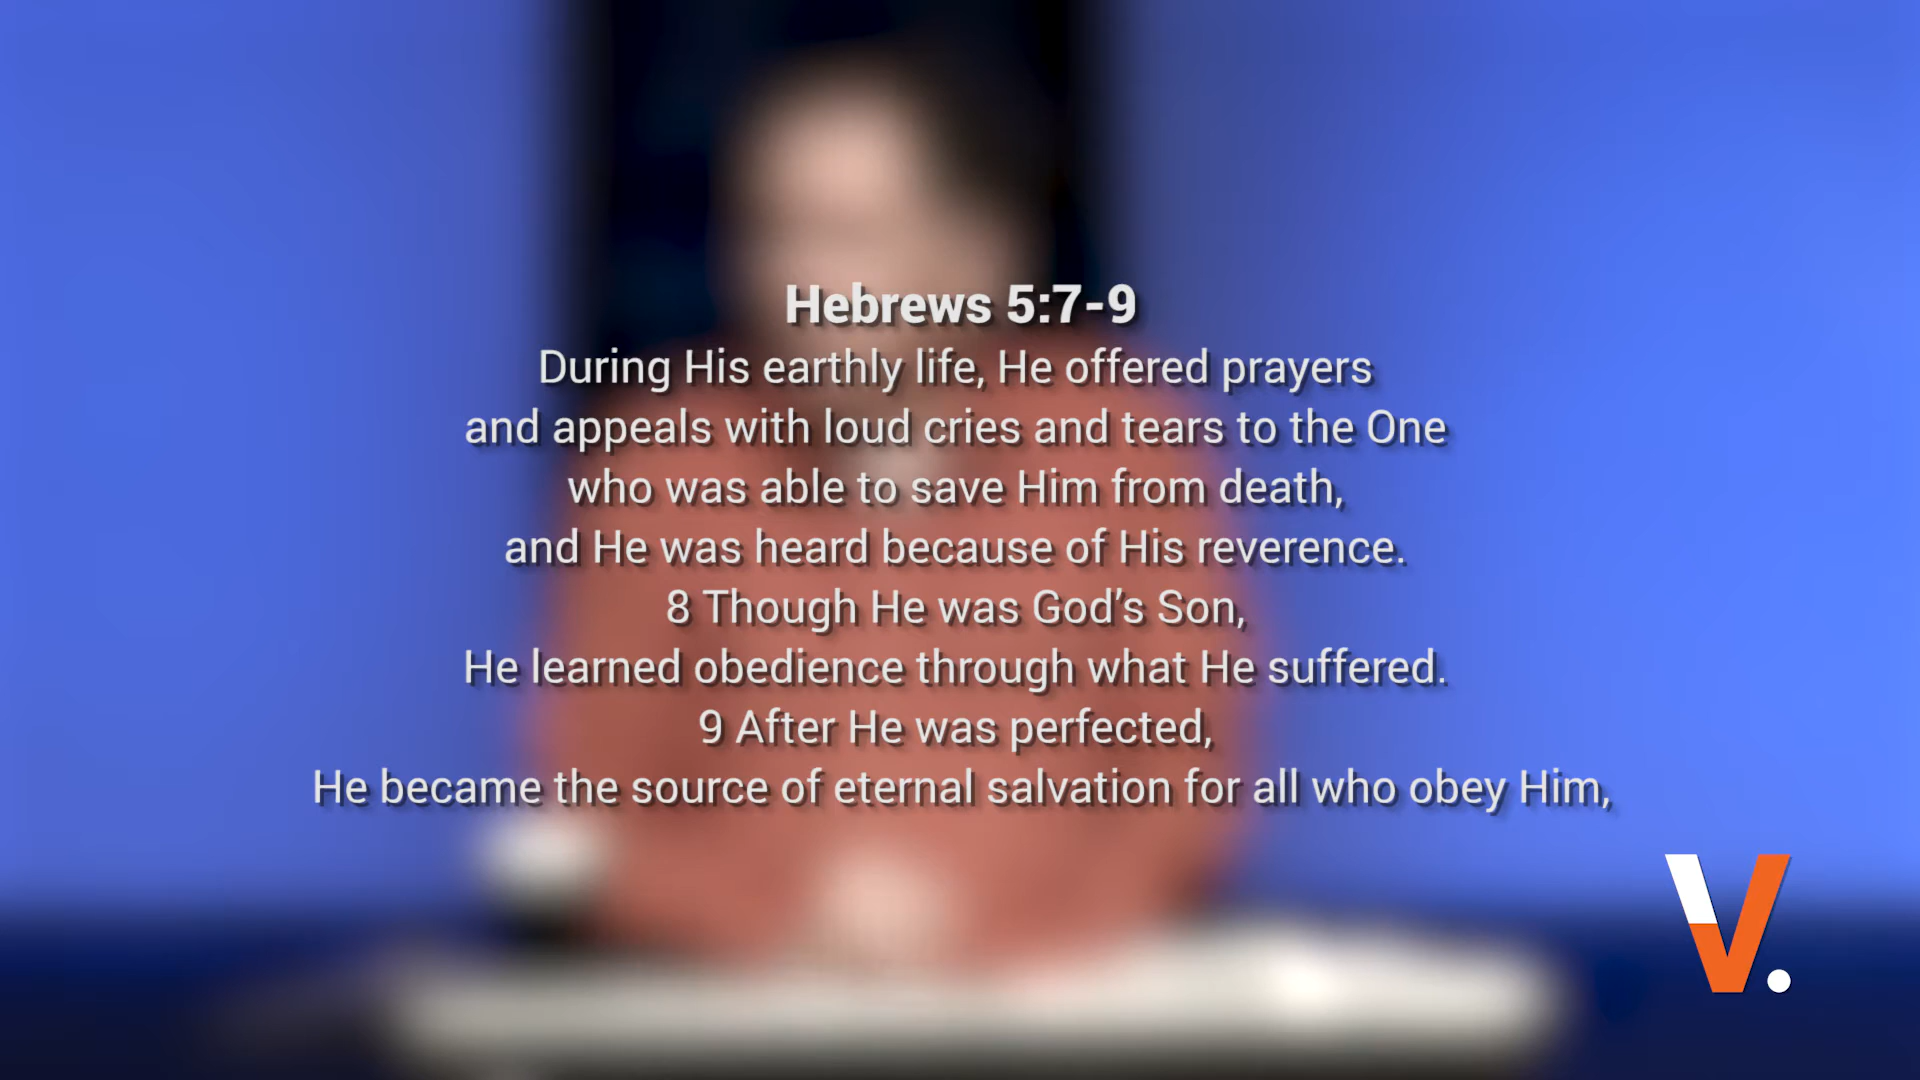 Hebrews 5:7-9
During His earthly life, He offered prayers
and appeals with loud cries and tears to the One
who was able to save Him from death,
and He was heard because of His reverence.
8 Though He was God’s Son,
He learned obedience through what He suffered.
9 After He was perfected,
He became the source of eternal salvation for all who obey Him,
V.